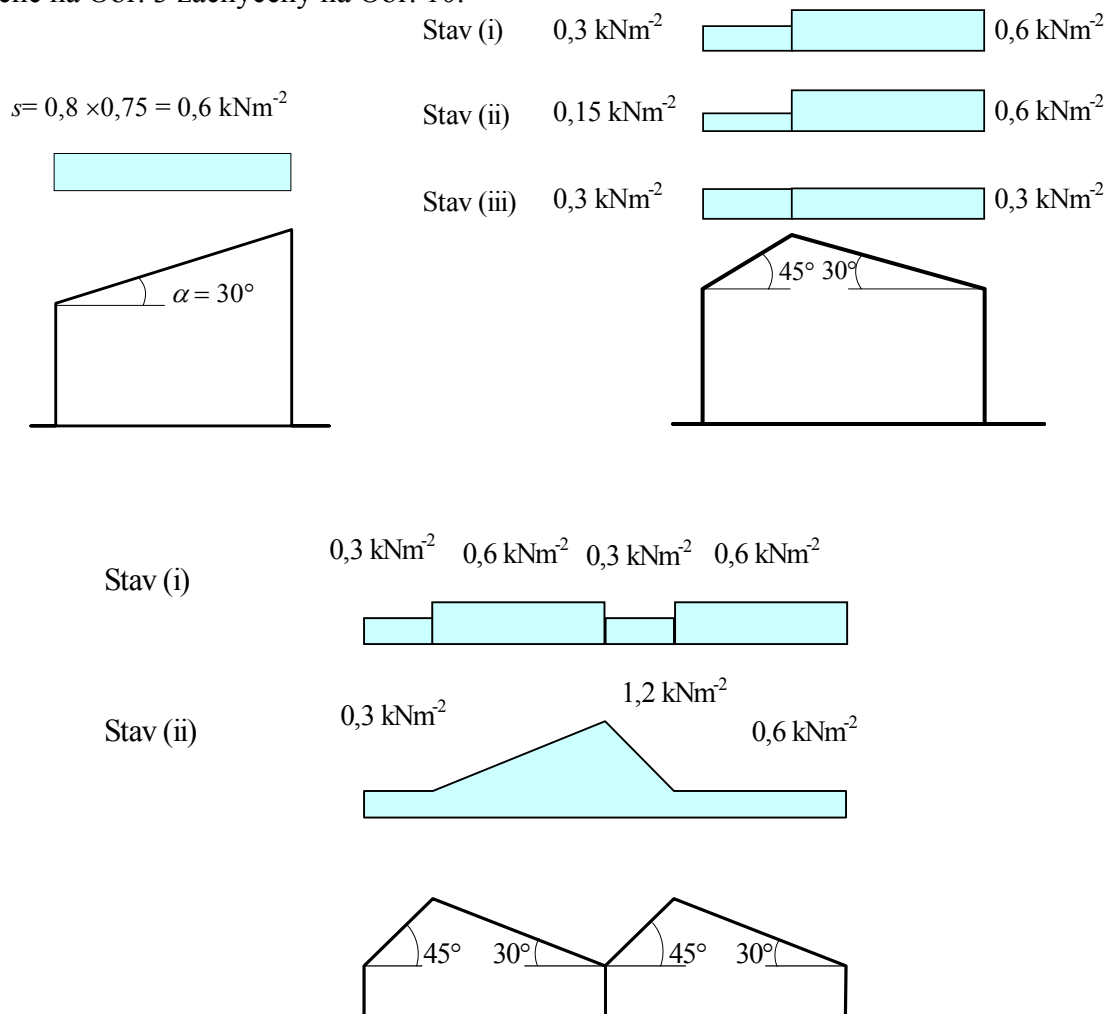 Stav (i) 0,3 kNm⁻² 0,6 kNm⁻²
s= 0,8 ×0,75 = 0,6 kNm⁻²
Stav (ii) 0,15 kNm⁻² 0,6 kNm⁻²
Stav (iii) 0,3 kNm⁻² 0,3 kNm⁻²
α = 30°
45° 30°
0,3 kNm⁻² 0,6 kNm⁻² 0,3 kNm⁻² 0,6 kNm⁻²
Stav (i)
1,2 kNm⁻²
0,3 kNm⁻²
Stav (ii) 0,6 kNm⁻²
45° 30° 45° 30°